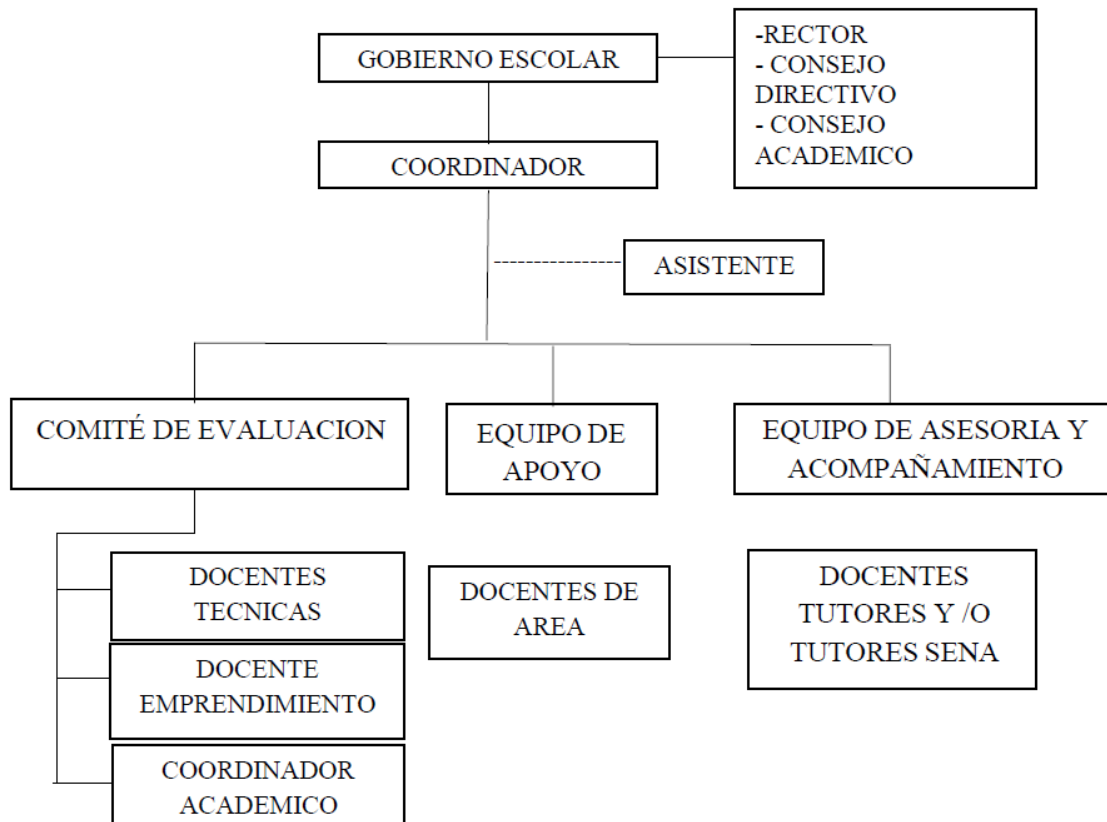 GOBIERNO ESCOLAR
-RECTOR
- CONSEJO
DIRECTIVO
- CONSEJO
ACADEMICO
COORDINADOR
ASISTENTE
COMITÉ DE EVALUACION
EQUIPO DE
APOYO
EQUIPO DE ASESORIA Y
ACOMPAÑAMIENTO
DOCENTES
TECNICAS
DOCENTE
EMPRENDIMIENTO
COORDINADOR
ACADEMICO
DOCENTES DE
AREA
DOCENTES
TUTORES Y /O
TUTORES SENA